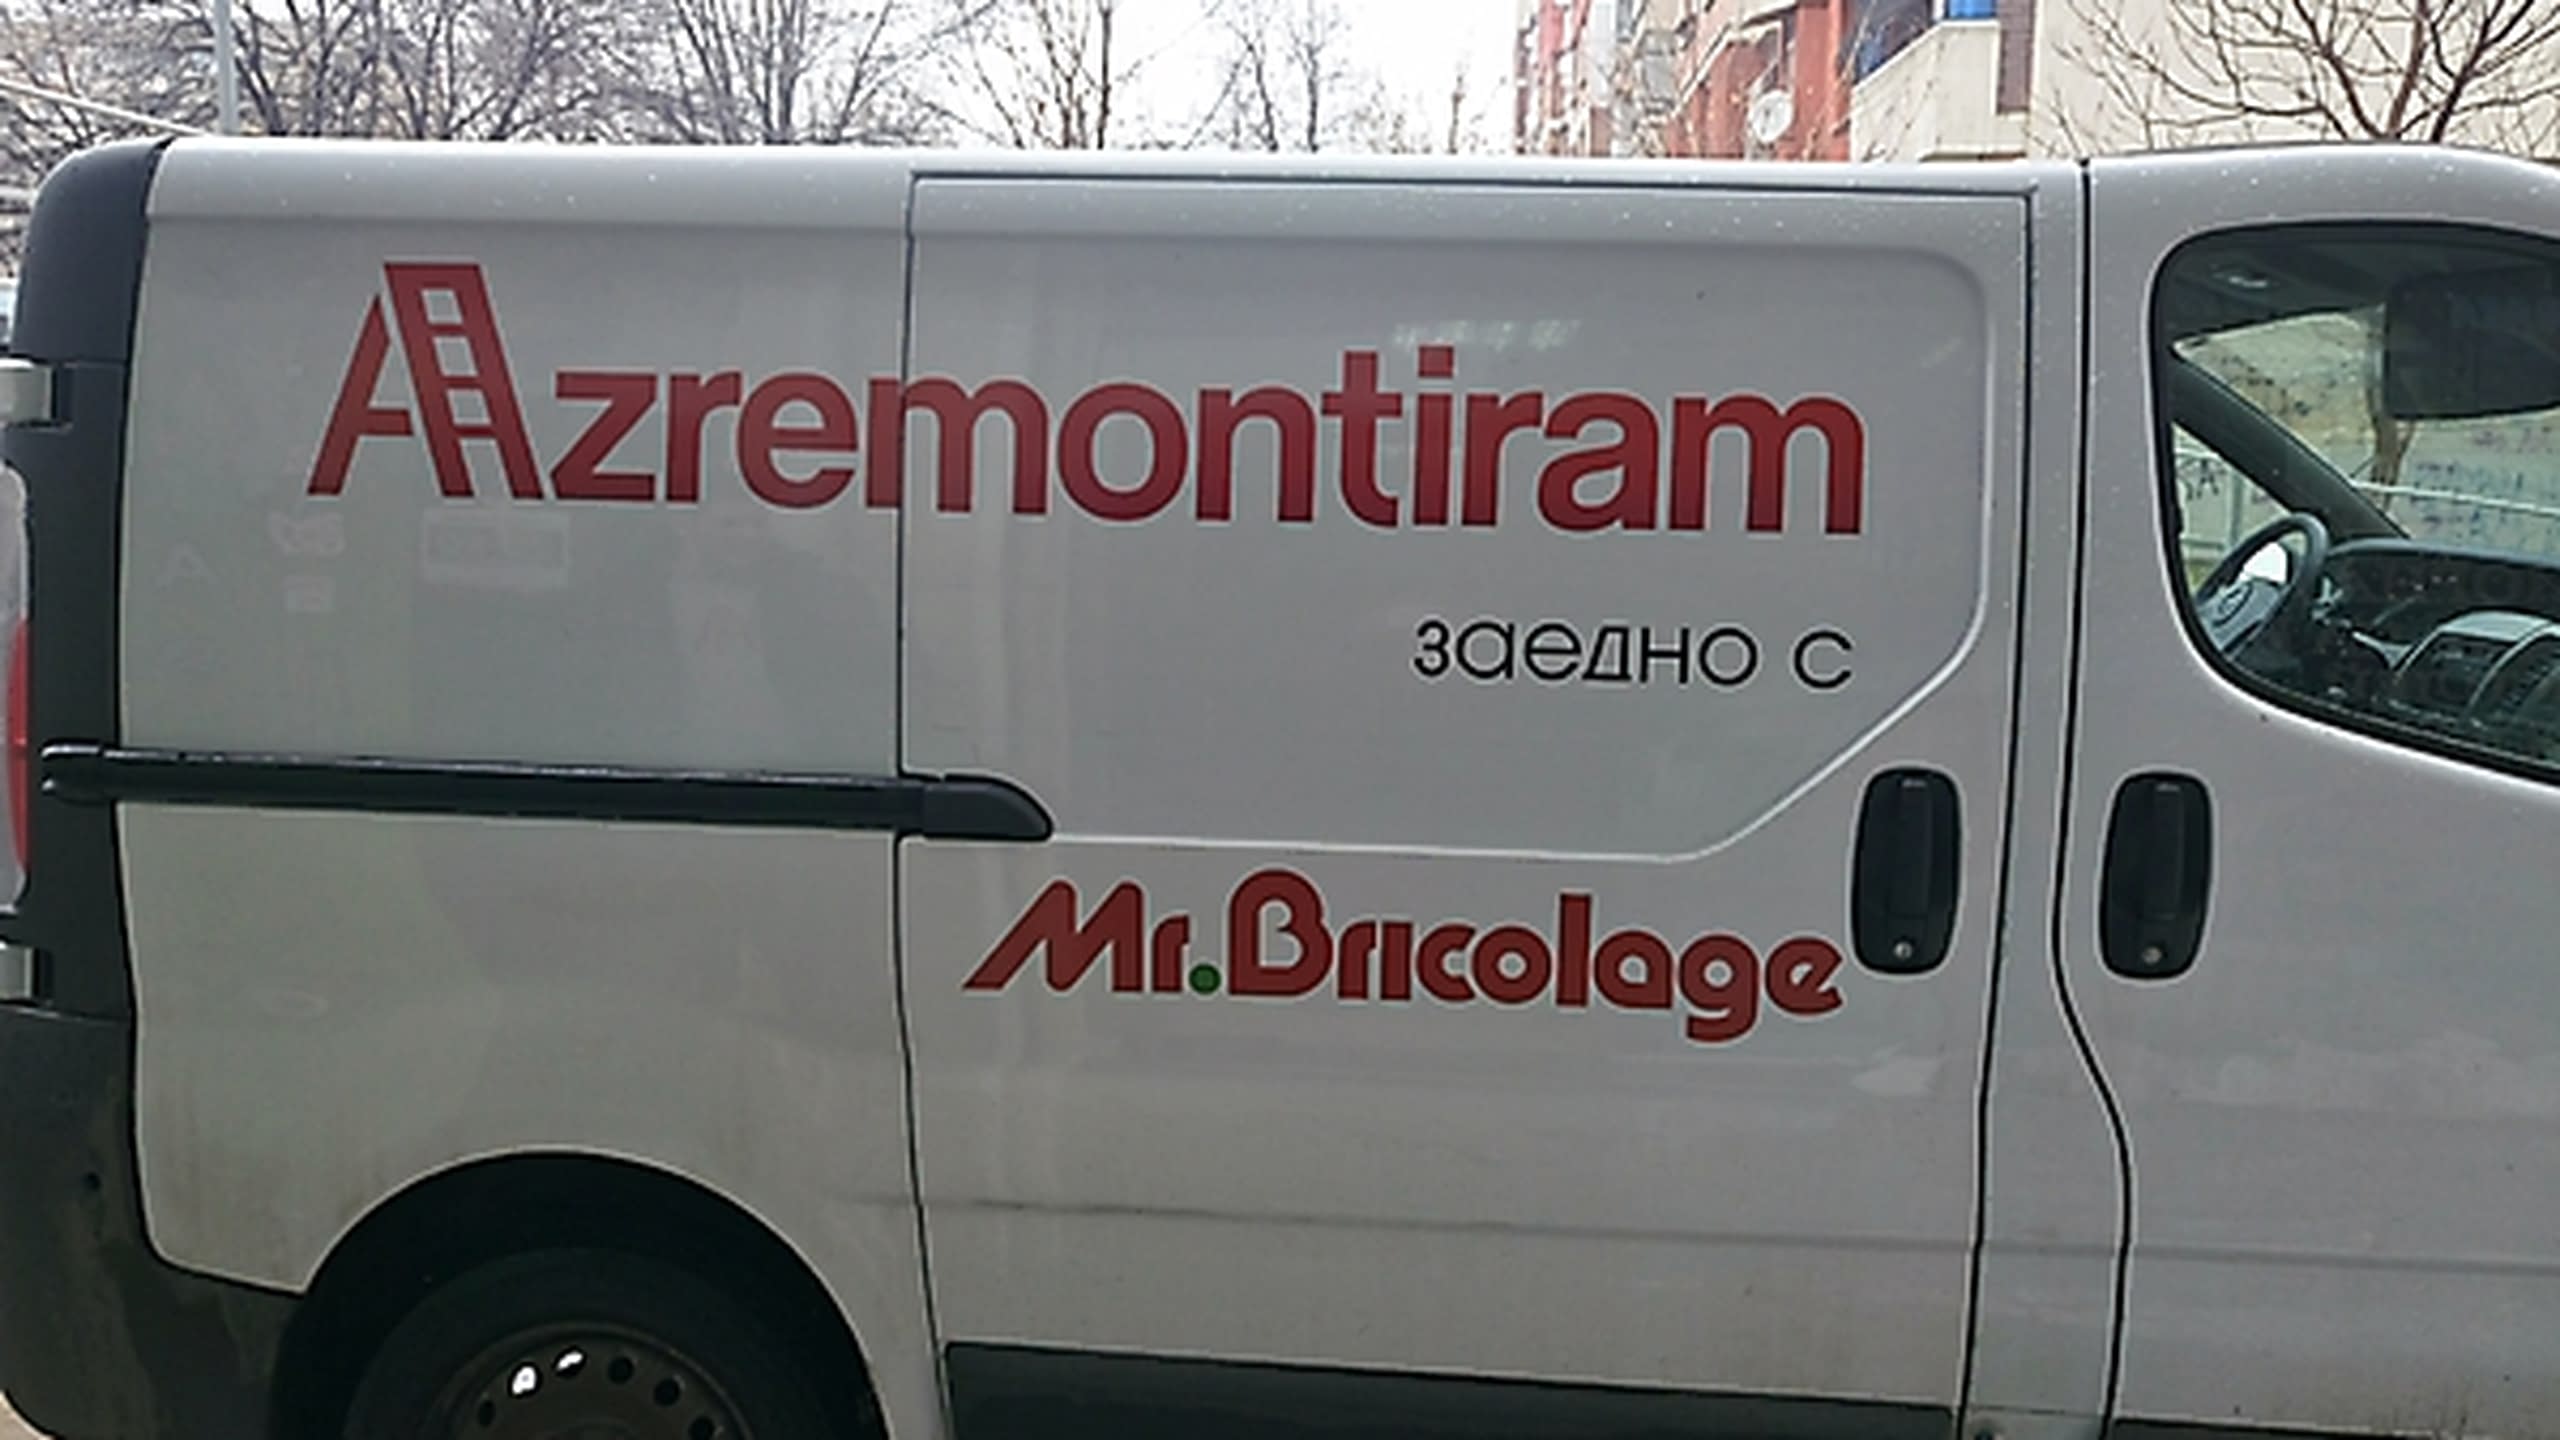 Azremontiram
заедно с
Mr.Bricolage